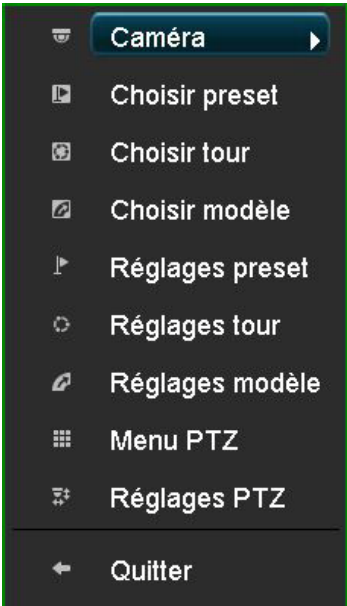 Caméra
Choisir preset
Choisir tour
Choisir modèle
Réglages preset
Réglages tour
Réglages modèle
Menu PTZ
Réglages PTZ
Quitter